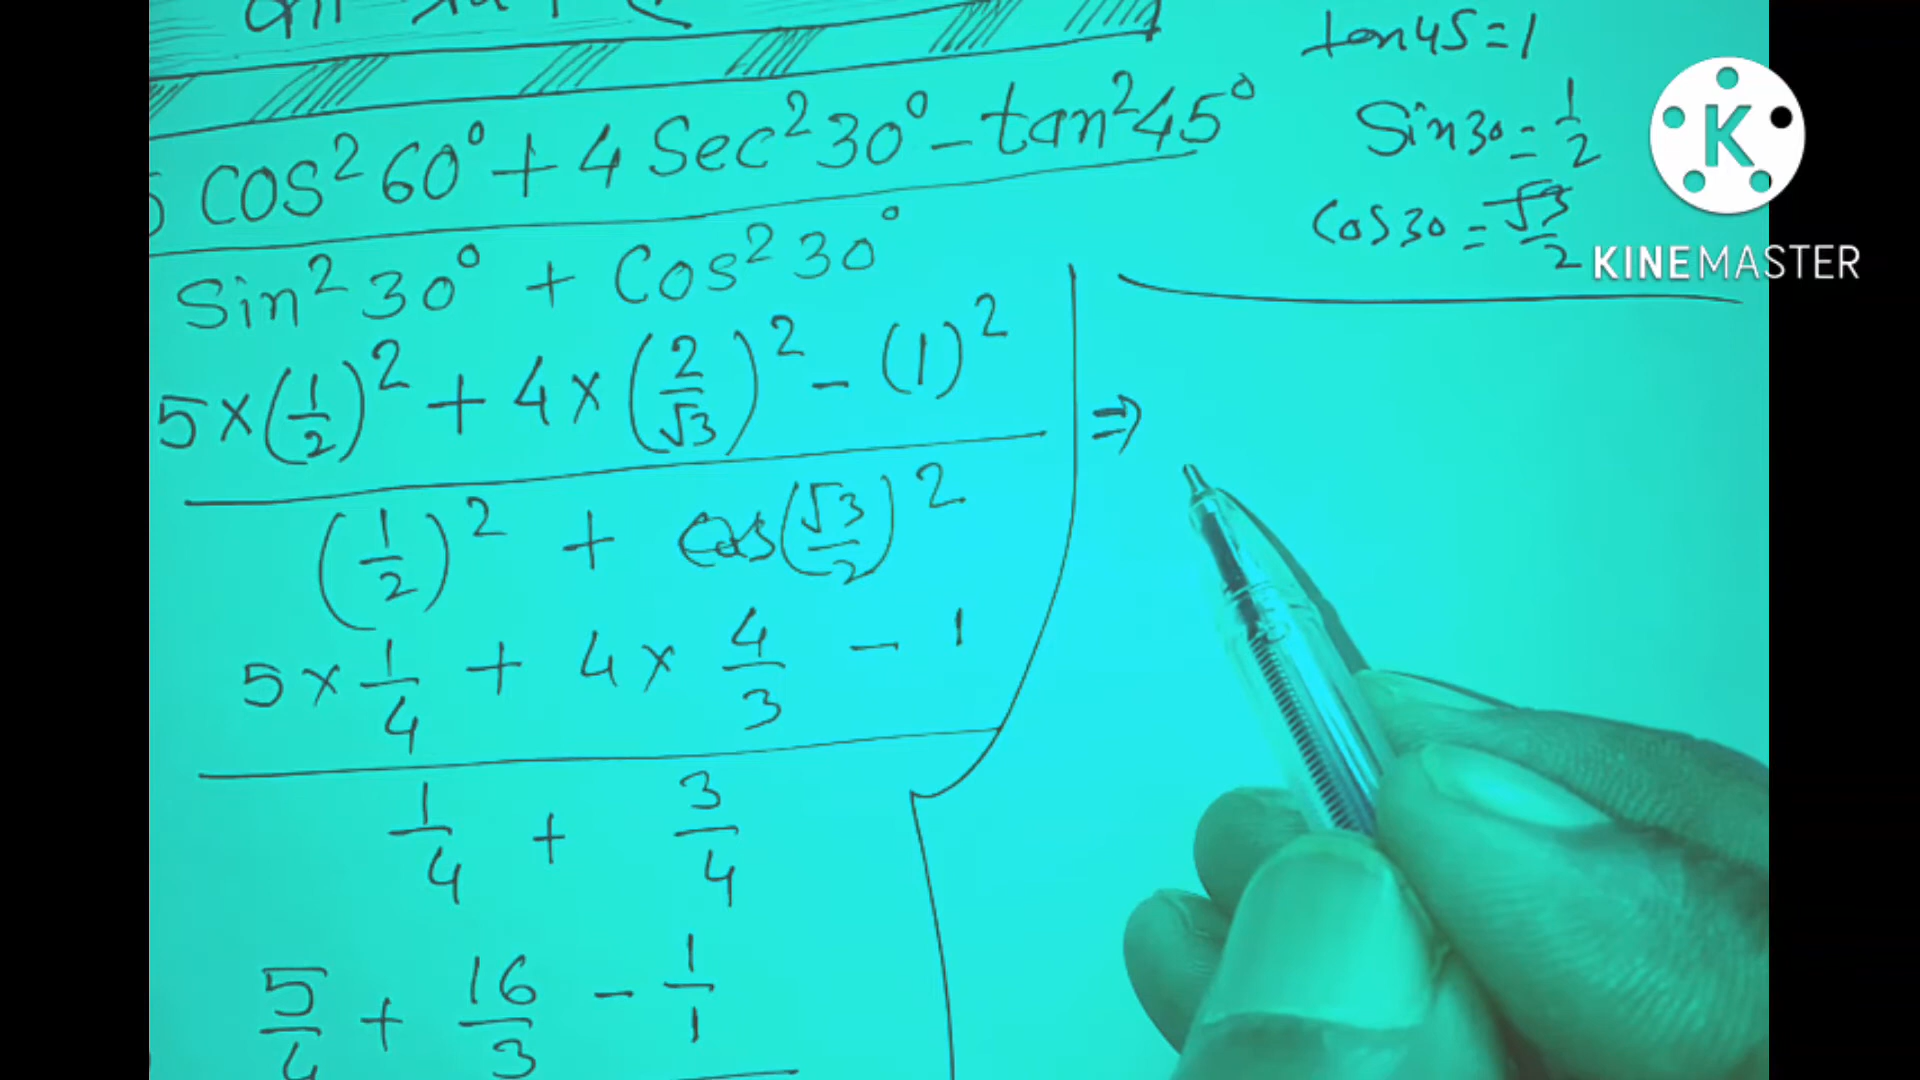 tan45=1
Sin30=1/2
Cos30=√3/2
KINEMASTER
5 COS²60°+4 Sec²30°-tan²45°
Sin²30° + Cos²30°
5×(1/2)²+4×(2/√3)²-(1)²
⇒
(1/2)² + cos(√3/2)²
5×1/4 + 4×4/3 - 1
1/4 + 3/4
5/4 + 16/3 - 1/1